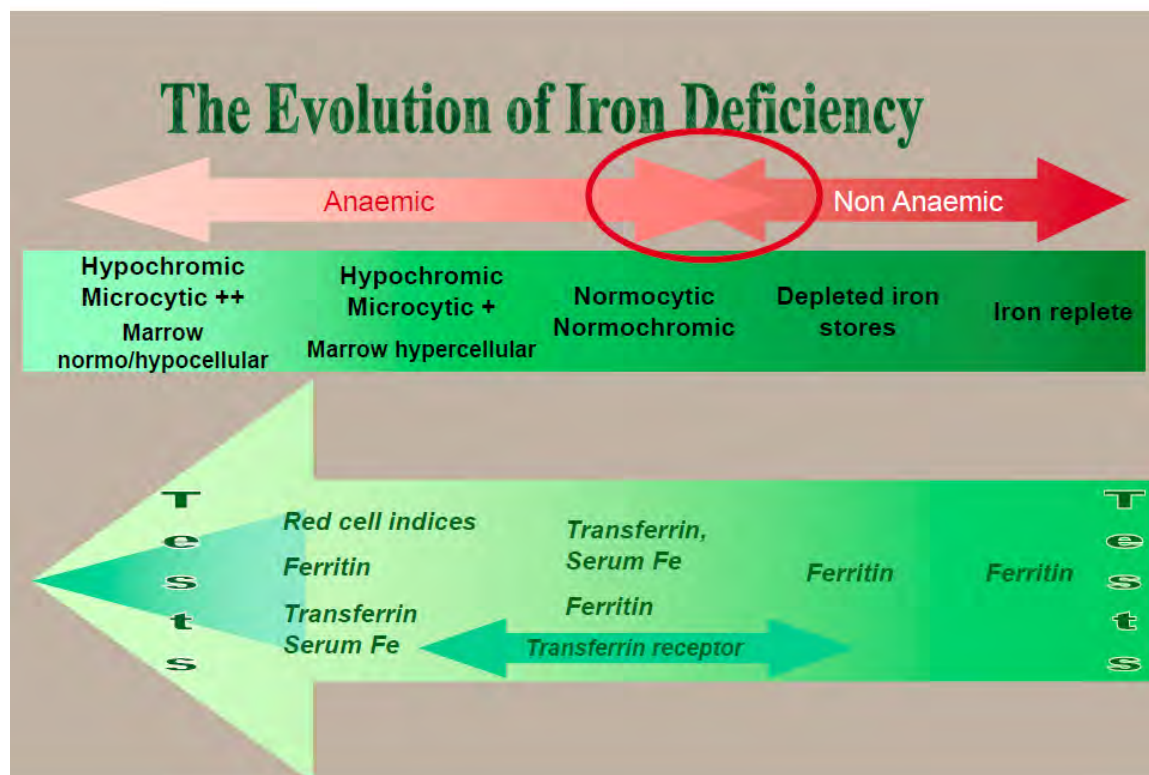 The Evolution of Iron Deficiency
Anaemic
Non Anaemic
Hypochromic
Microcytic ++
Marrow
normo/hypocellular
Hypochromic
Microcytic +
Marrow hypercellular
Normocytic
Normochromic
Depleted iron
stores
Iron replete
Tests
Red cell indices
Ferritin
Transferrin
Serum Fe
Transferrin,
Serum Fe
Ferritin
Transferrin receptor
Ferritin
Ferritin
Tests